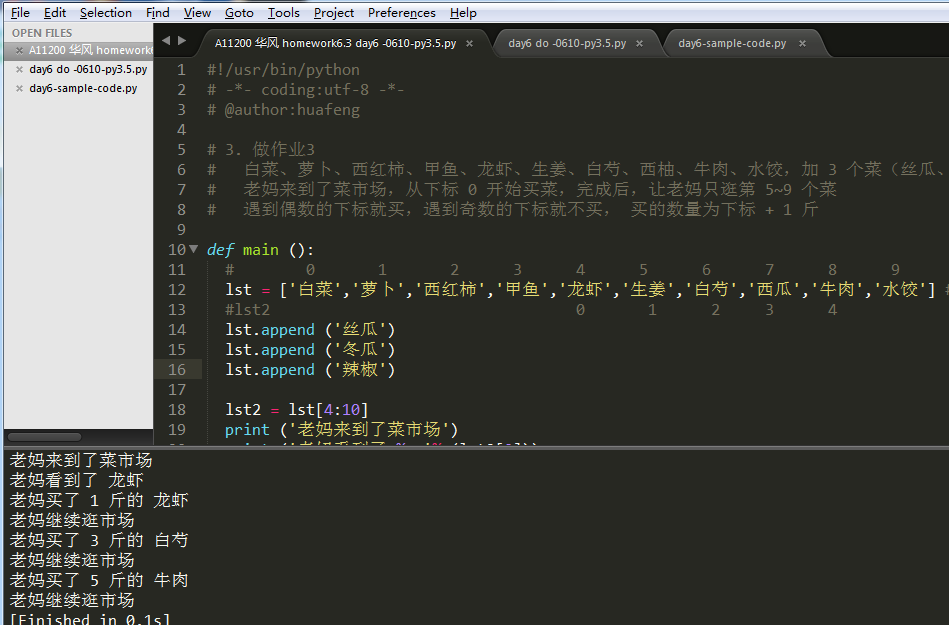 File Edit Selection Find View Goto Tools Project Preferences Help
OPEN FILES
A11200 华风 homework6
day6 do -0610-py3.5.py
day6-sample-code.py
A11200 华风 homework6.3 day6 -0610-py3.5.py
day6 do -0610-py3.5.py
day6-sample-code.py
1 #!/usr/bin/python
2 # -*- coding:utf-8 -*-
3 # @author:huafeng
4
5 # 3. 做作业3
6 # 白菜、萝卜、西红柿、甲鱼、龙虾、生姜、白芍、西柚、牛肉、水饺，加 3 个菜（丝瓜、
7 # 老妈来到了菜市场，从下标 0 开始买菜，完成后，让老妈只逛第 5~9 个菜
8 # 遇到偶数的下标就买，遇到奇数的下标就不买， 买的数量为下标 + 1 斤
9
10 def main ():
11 # 0 1 2 3 4 5 6 7 8 9
12 lst = ['白菜','萝卜','西红柿','甲鱼','龙虾','生姜','白芍','西瓜','牛肉','水饺'] #
13 #lst2 0 1 2 3 4
14 lst.append ('丝瓜')
15 lst.append ('冬瓜')
16 lst.append ('辣椒')
17
18 lst2 = lst[4:10]
19 print ('老妈来到了菜市场')
老妈来到了菜市场
老妈看到了 龙虾
老妈买了 1 斤的 龙虾
老妈继续逛市场
老妈买了 3 斤的 白芍
老妈继续逛市场
老妈买了 5 斤的 牛肉
老妈继续逛市场
[Finished in 0.1s]